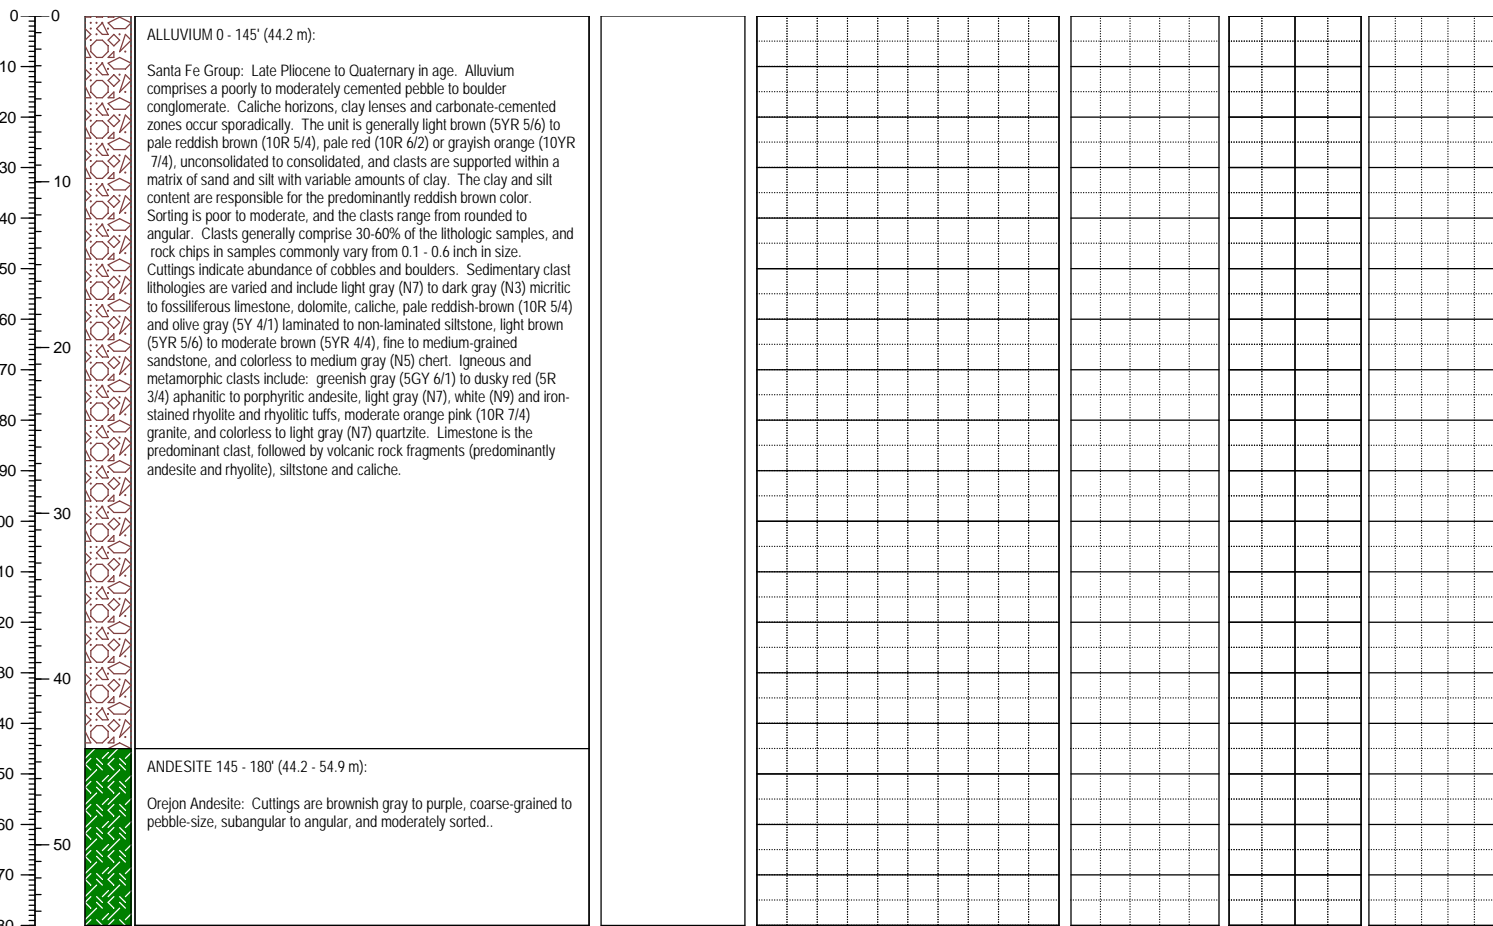 0 0
ALLUVIUM 0 - 145' (44.2 m):
Santa Fe Group: Late Pliocene to Quaternary in age. Alluvium
10
comprises a poorly to moderately cemented pebble to boulder
conglomerate. Caliche horizons, clay lenses and carbonate-cemented
20
zones occur sporadically. The unit is generally light brown (5YR 5/6) to
pale reddish brown (10R 5/4), pale red (10R 6/2) or grayish orange (10YR
30
7/4), unconsolidated to consolidated, and clasts are supported within a
10
matrix of sand and silt with variable amounts of clay. The clay and silt
content are responsible for the predominantly reddish brown color.
40
Sorting is poor to moderate, and the clasts range from rounded to
angular. Clasts generally comprise 30-60% of the lithologic samples, and
rock chips in samples commonly vary from 0.1 - 0.6 inch in size.
50
Cuttings indicate abundance of cobbles and boulders. Sedimentary clast
lithologies are varied and include light gray (N7) to dark gray (N3) micritic
to fossiliferous limestone, dolomite, caliche, pale reddish-brown (10R 5/4)
60
and olive gray (5Y 4/1) laminated to non-laminated siltstone, light brown
20
(5YR 5/6) to moderate brown (5YR 4/4), fine to medium-grained
sandstone, and colorless to medium gray (N5) chert. Igneous and
70
metamorphic clasts include: greenish gray (5GY 6/1) to dusky red (5R
3/4) aphanitic to porphyritic andesite, light gray (N7), white (N9) and iron-
stained rhyolite and rhyolitic tuffs, moderate orange pink (10R 7/4)
80
granite, and colorless to light gray (N7) quartzite. Limestone is the
predominant clast, followed by volcanic rock fragments (predominantly
90
andesite and rhyolite), siltstone and caliche.
30
00
10
20
30
40
40
50
ANDESITE 145 - 180' (44.2 - 54.9 m):
Orejon Andesite: Cuttings are brownish gray to purple, coarse-grained to
60
pebble-size, subangular to angular, and moderately sorted..
50
70
80